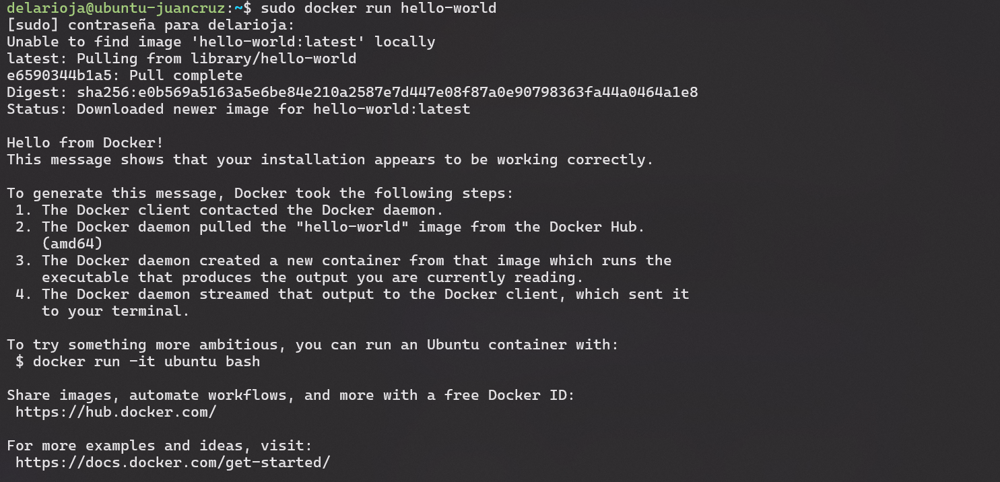 delarioja@ubuntu-juancruz:~$ sudo docker run hello-world
[sudo] contraseña para delarioja:
Unable to find image 'hello-world:latest' locally
latest: Pulling from library/hello-world
e6590344b1a5: Pull complete
Digest: sha256:e0b569a5163a5e6be84e210a2587e7d447e08f87a0e90798363fa44a0464a1e8
Status: Downloaded newer image for hello-world:latest

Hello from Docker!
This message shows that your installation appears to be working correctly.

To generate this message, Docker took the following steps:
 1. The Docker client contacted the Docker daemon.
 2. The Docker daemon pulled the "hello-world" image from the Docker Hub.
    (amd64)
 3. The Docker daemon created a new container from that image which runs the
    executable that produces the output you are currently reading.
 4. The Docker daemon streamed that output to the Docker client, which sent it
    to your terminal.

To try something more ambitious, you can run an Ubuntu container with:
 $ docker run -it ubuntu bash

Share images, automate workflows, and more with a free Docker ID:
 https://hub.docker.com/

For more examples and ideas, visit:
 https://docs.docker.com/get-started/